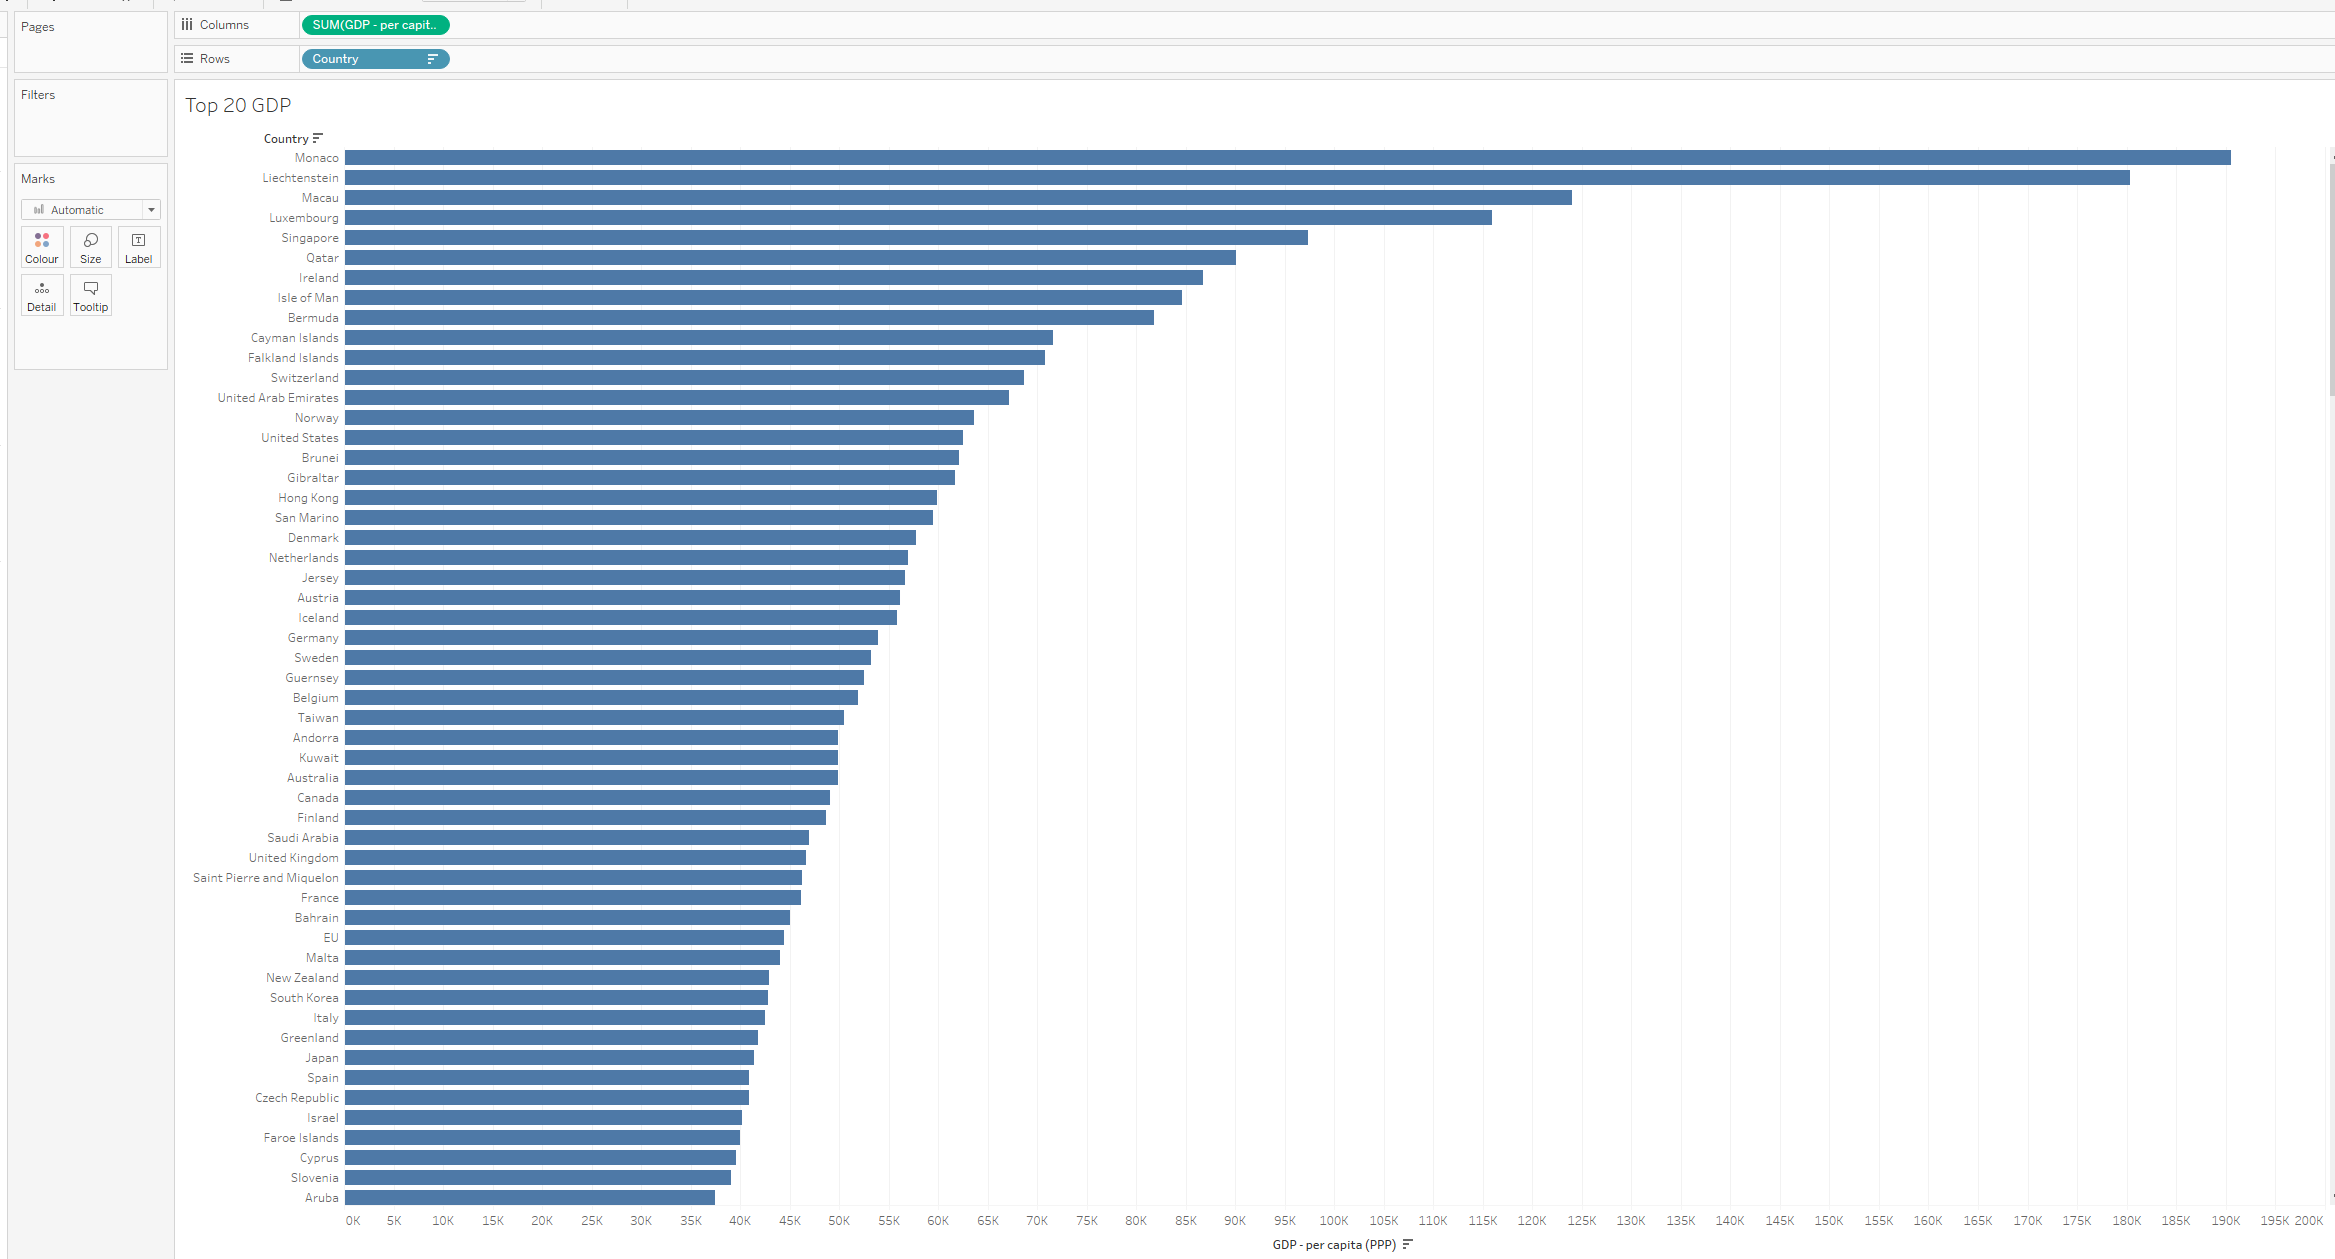 Pages
Columns
SUM(GDP - per capit..
Rows
Country
Filters
Marks
Automatic
Colour
Size
Label
Detail
Tooltip
Top 20 GDP
Country
Monaco
Liechtenstein
Macau
Luxembourg
Singapore
Qatar
Ireland
Isle of Man
Bermuda
Cayman Islands
Falkland Islands
Switzerland
United Arab Emirates
Norway
United States
Brunei
Gibraltar
Hong Kong
San Marino
Denmark
Netherlands
Jersey
Austria
Iceland
Germany
Sweden
Guernsey
Belgium
Taiwan
Andorra
Kuwait
Australia
Canada
Finland
Saudi Arabia
United Kingdom
Saint Pierre and Miquelon
France
Bahrain
EU
Malta
New Zealand
South Korea
Italy
Greenland
Japan
Spain
Czech Republic
Israel
Faroe Islands
Cyprus
Slovenia
Aruba
0K 5K 10K 15K 20K 25K 30K 35K 40K 45K 50K 55K 60K 65K 70K 75K 80K 85K 90K 95K 100K 105K 110K 115K 120K 125K 130K 135K 140K 145K 150K 155K 160K 165K 170K 175K 180K 185K 190K 195K 200K
GDP - per capita (PPP)